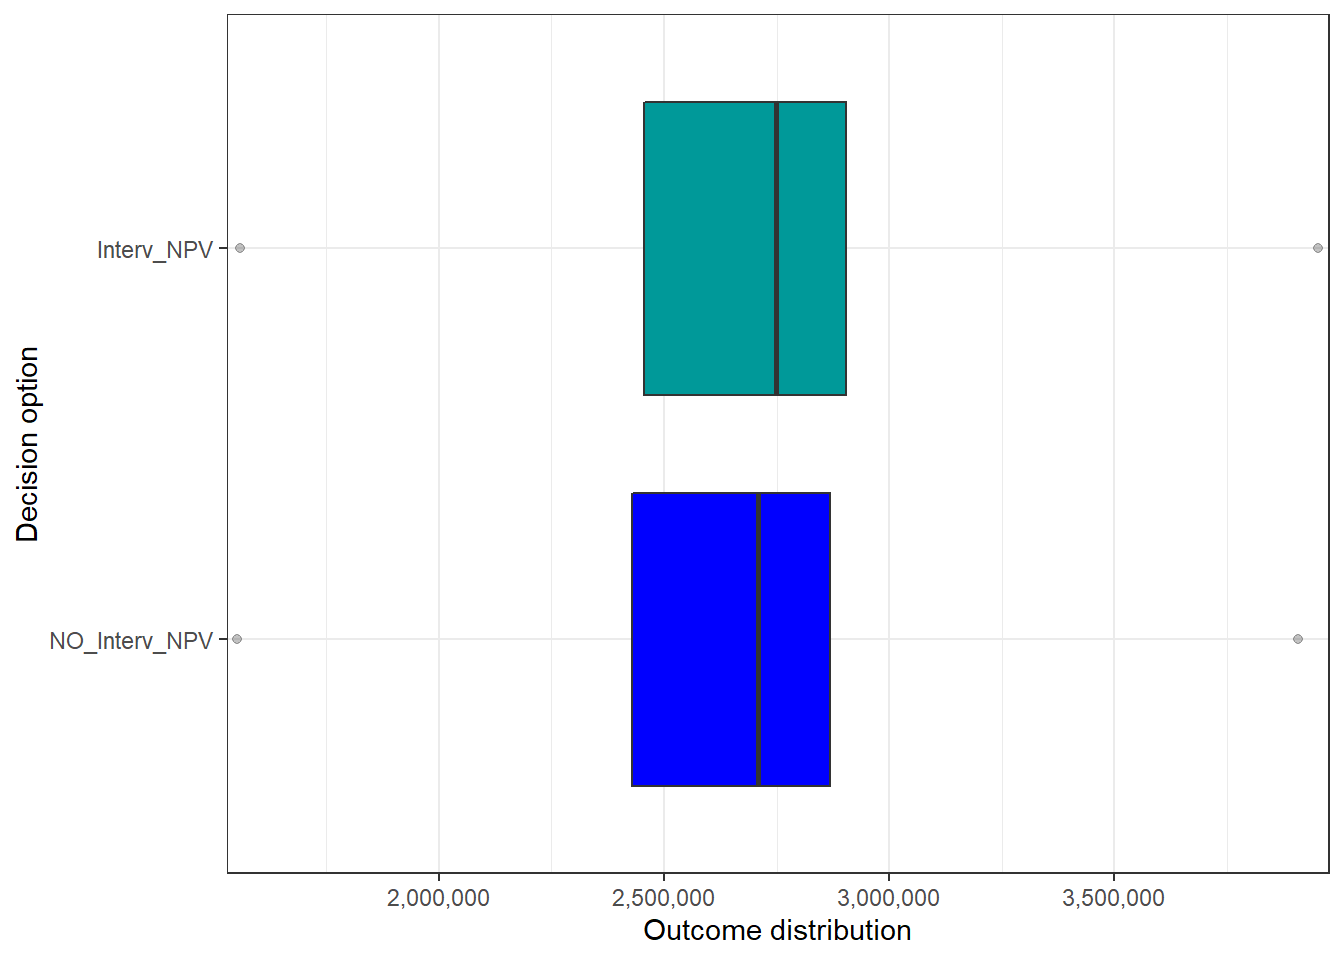 Decision option
Interv_NPV
NO_Interv_NPV
2,000,000
2,500,000
3,000,000
3,500,000
Outcome distribution